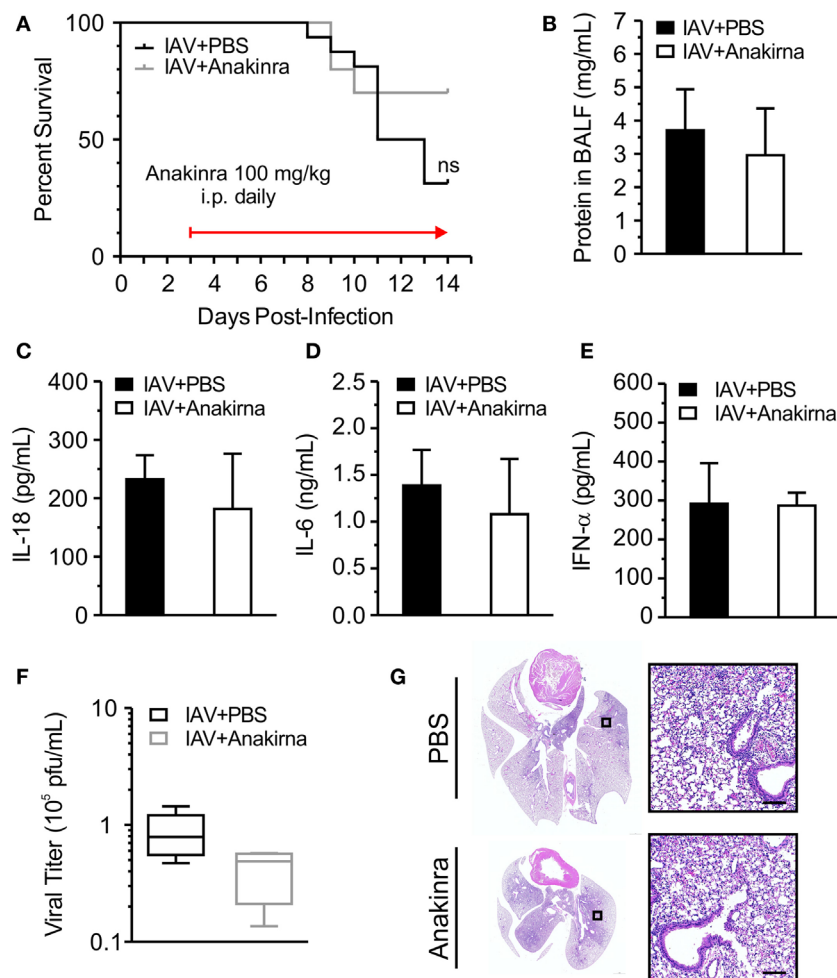 A
100
50
0
Percent Survival
IAV+PBS
IAV+Anakinra
ns
Anakinra 100 mg/kg
i.p. daily
0 2 4 6 8 10 12 14
Days Post-Infection
B
IAV+PBS
IAV+Anakirna
Protein in BALF (mg/mL)
7
6
5
4
3
2
1
0
C
IAV+PBS
IAV+Anakirna
IL-18 (pg/mL)
400
300
200
100
0
D
IAV+PBS
IAV+Anakirna
IL-6 (ng/mL)
2.5
2.0
1.5
1.0
0.5
0.0
E
IAV+PBS
IAV+Anakirna
IFN-α (pg/mL)
600
500
400
300
200
100
0
F
IAV+PBS
IAV+Anakirna
Viral Titer (10⁵ pfu/mL)
10
1
0.1
G
PBS
Anakinra